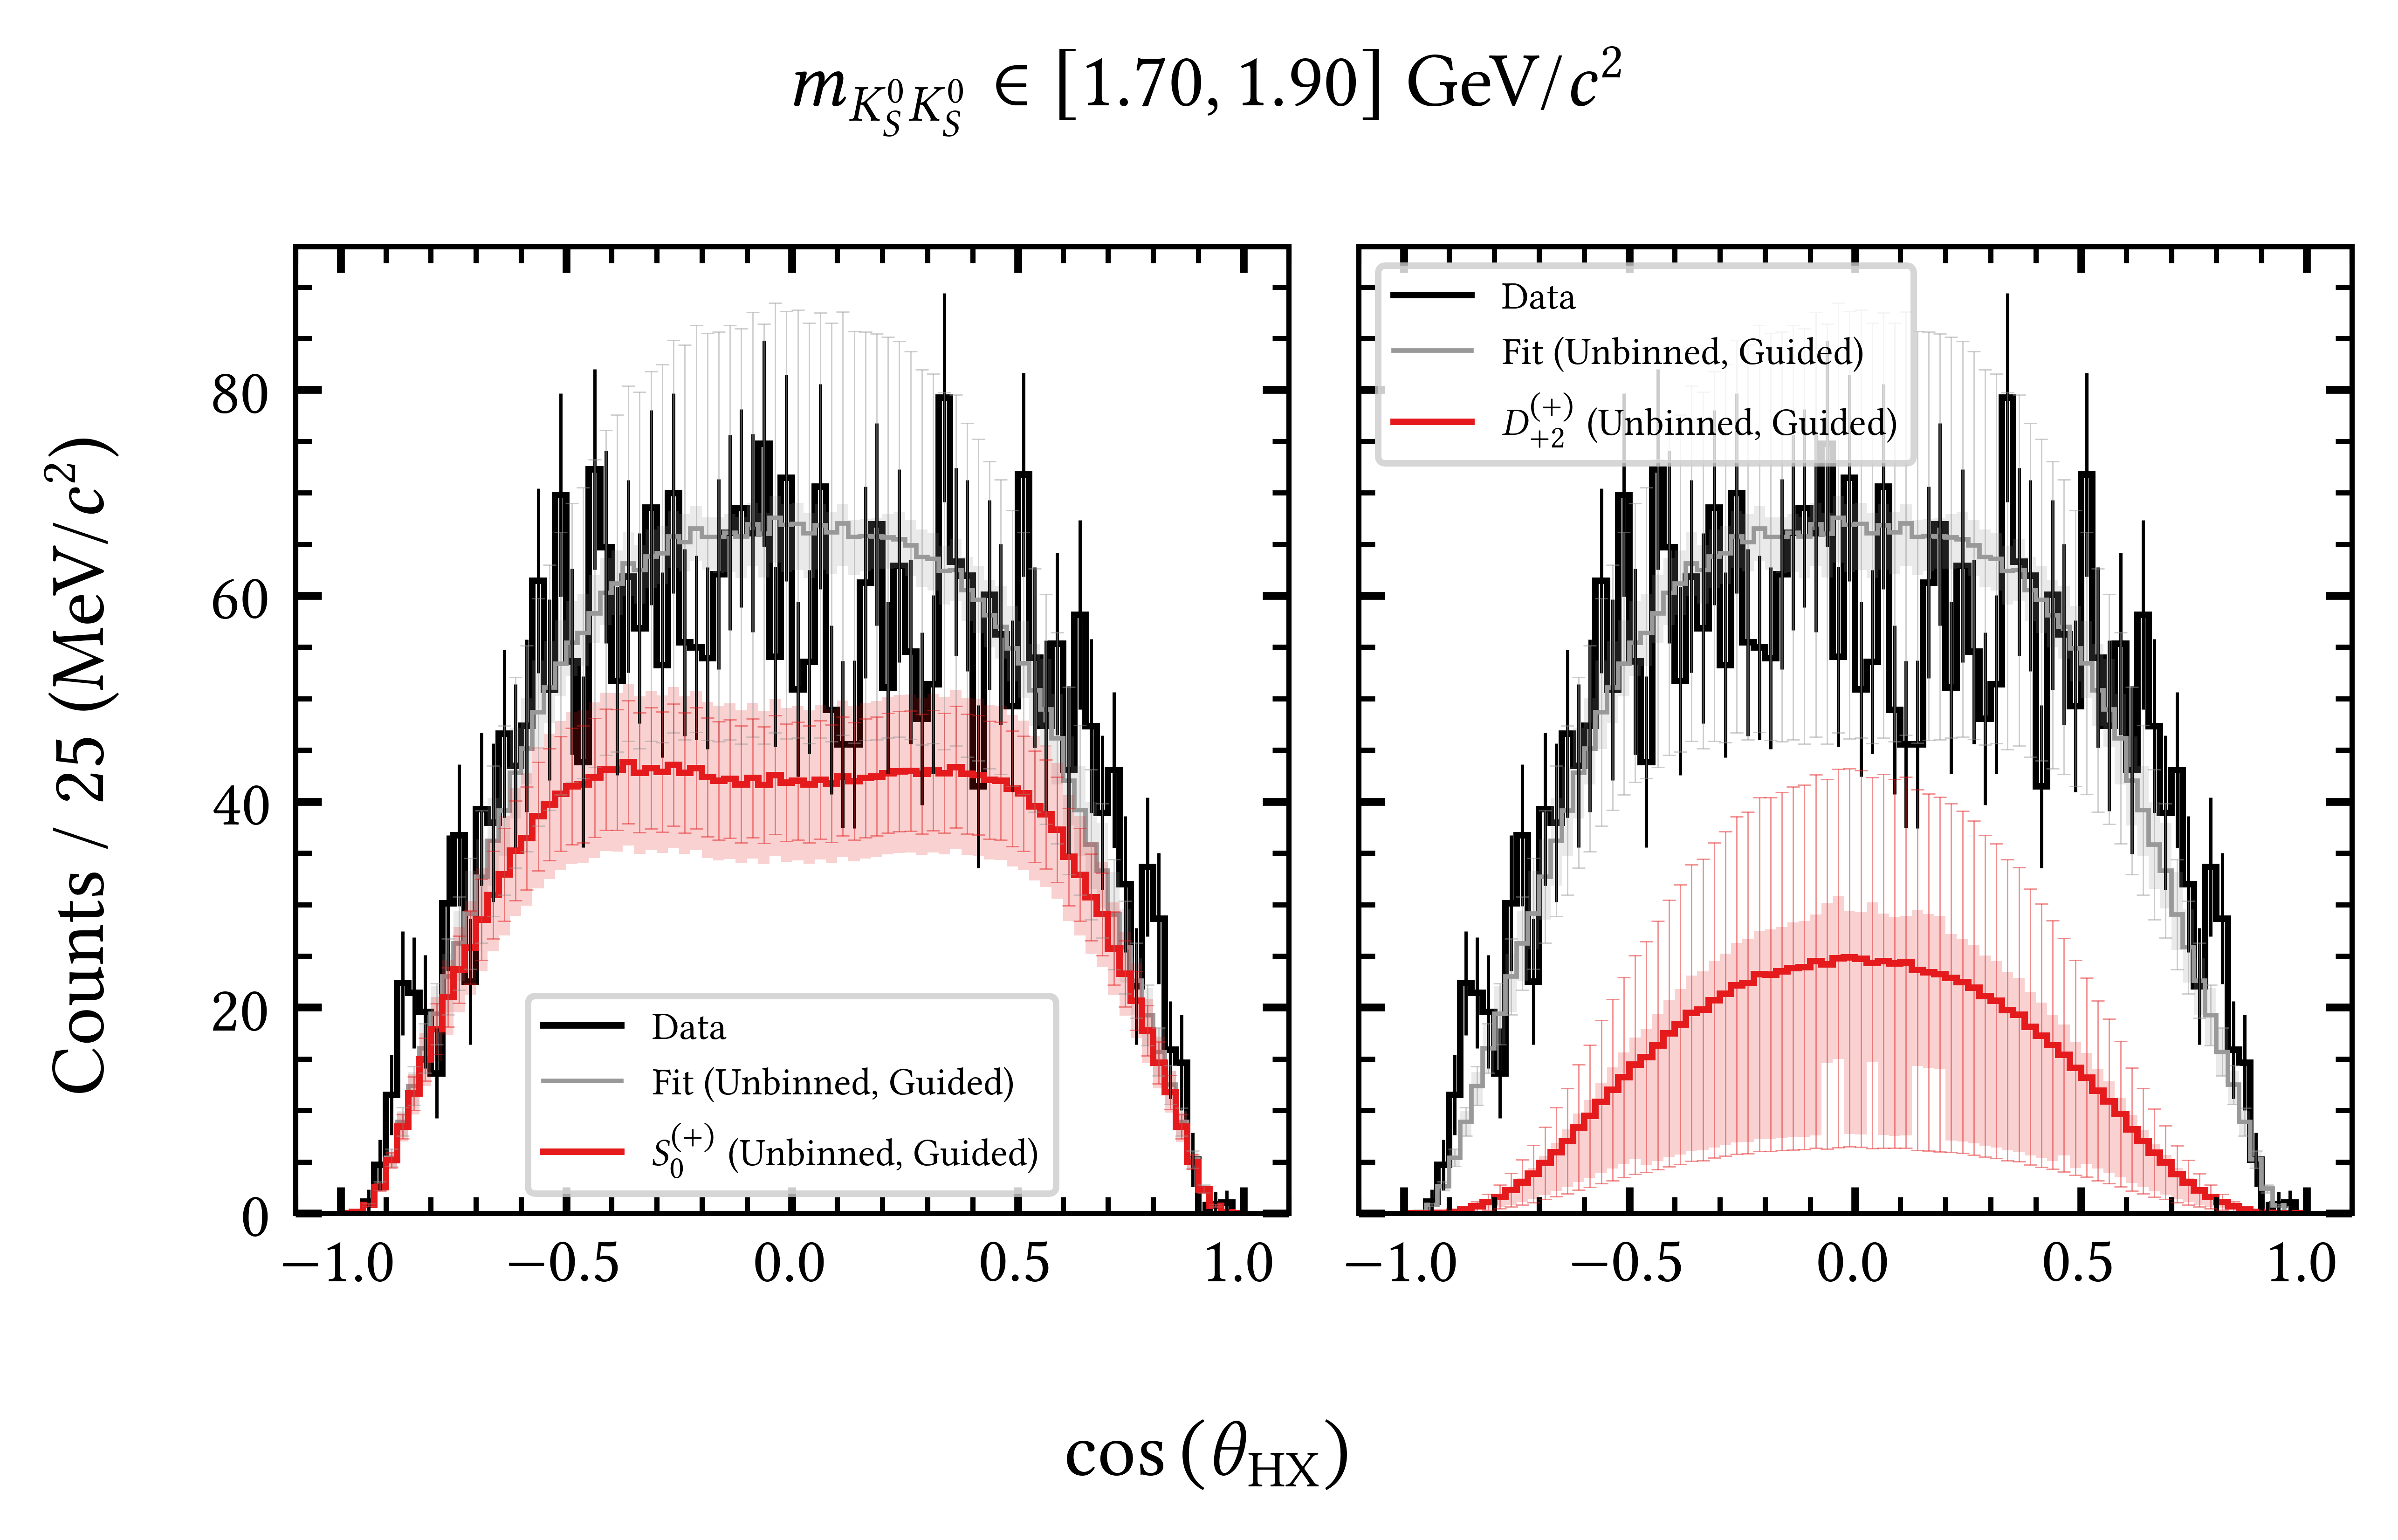 m_{K_S^0 K_S^0} ∈ [1.70, 1.90] GeV/c²
Counts / 25 (MeV/c²)
80
60
40
20
0
Data
Fit (Unbinned, Guided)
S_0^{(+)} (Unbinned, Guided)
−1.0 −0.5 0.0 0.5 1.0
Data
Fit (Unbinned, Guided)
D_{+2}^{(+)} (Unbinned, Guided)
−1.0 −0.5 0.0 0.5 1.0
cos (θ_HX)